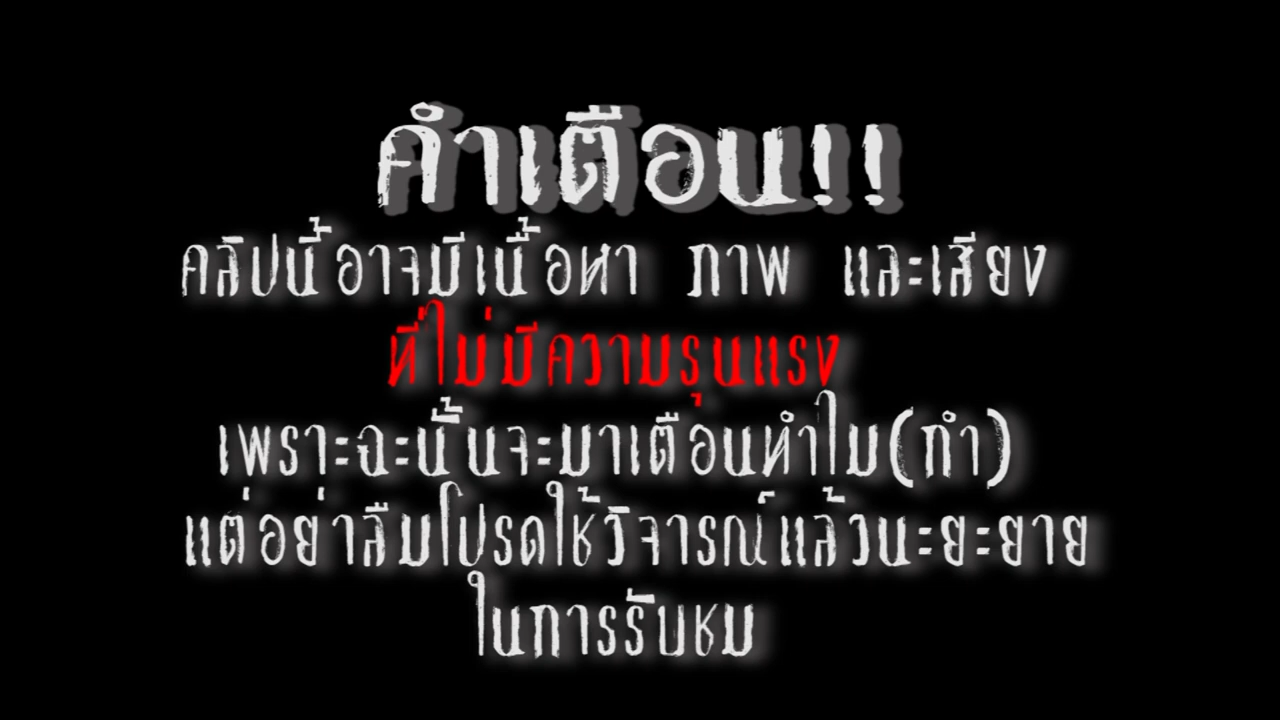 คำเตือน!!
คลิปนี้อาจมีเนื้อหา ภาพ และเสียง
ที่ไม่มีความรุนแรง
เพราะฉะนั้นจะมาเตือนทำไม(กำ)
แต่อย่าลืมโปรดใช้วิจารณ์แล้วนะยะยาย
ในการรับชม